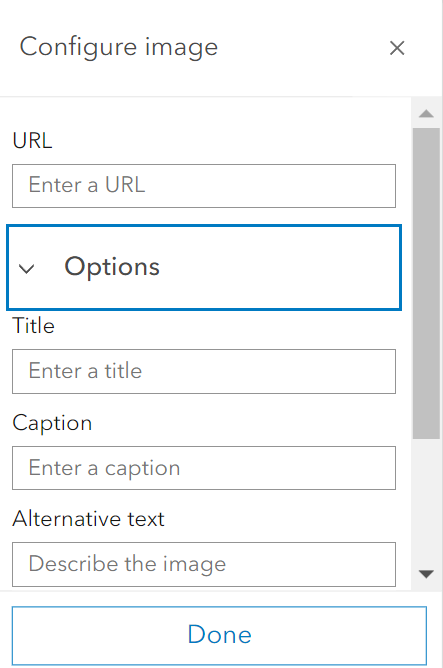 Configure image
URL
Enter a URL
Options
Title
Enter a title
Caption
Enter a caption
Alternative text
Describe the image
Done